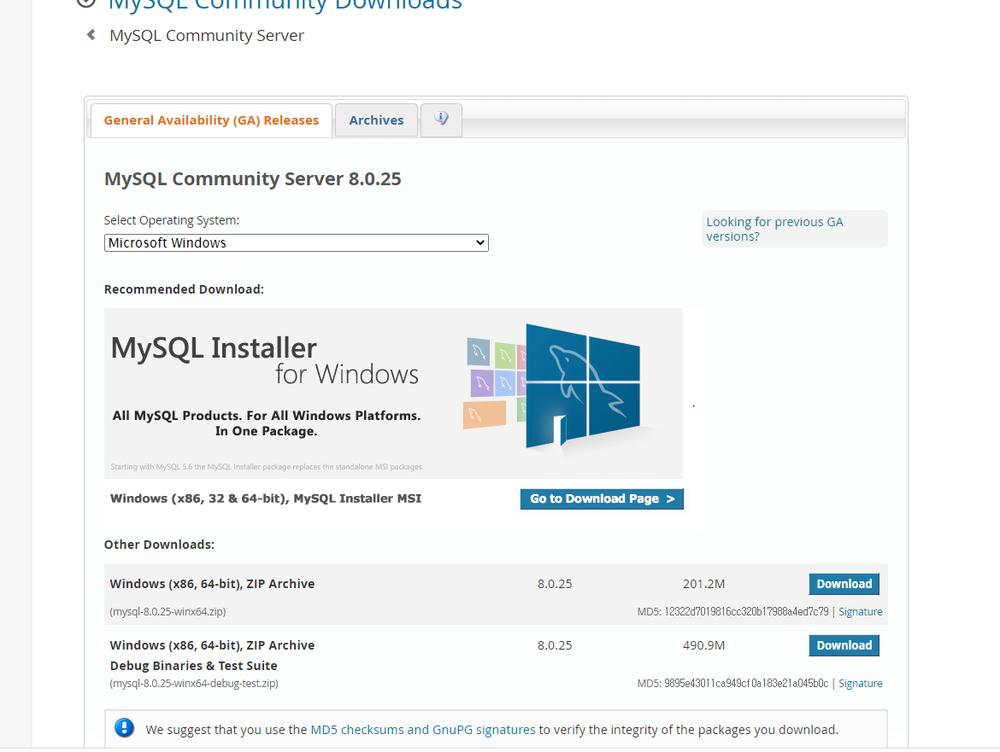 MySQL Community Downloads
MySQL Community Server
General Availability (GA) Releases
Archives
MySQL Community Server 8.0.25
Select Operating System:
Looking for previous GA
versions?
Microsoft Windows
Recommended Download:
MySQL Installer
for Windows
All MySQL Products. For All Windows Platforms.
In One Package.
Starting with MySQL 5.6 the MySQL Installer package replaces the standalone MSI packages.
Windows (x86, 32 & 64-bit), MySQL Installer MSI
Go to Download Page >
Other Downloads:
Windows (x86, 64-bit), ZIP Archive 8.0.25 201.2M Download
(mysql-8.0.25-winx64.zip) MD5: 12322d7019816cc320b17988a4ed7c79 | Signature
Windows (x86, 64-bit), ZIP Archive 8.0.25 490.9M Download
Debug Binaries & Test Suite
(mysql-8.0.25-winx64-debug-test.zip) MD5: 9895e43011ca949cf0a183e21a045b0c | Signature
We suggest that you use the MD5 checksums and GnuPG signatures to verify the integrity of the packages you download.